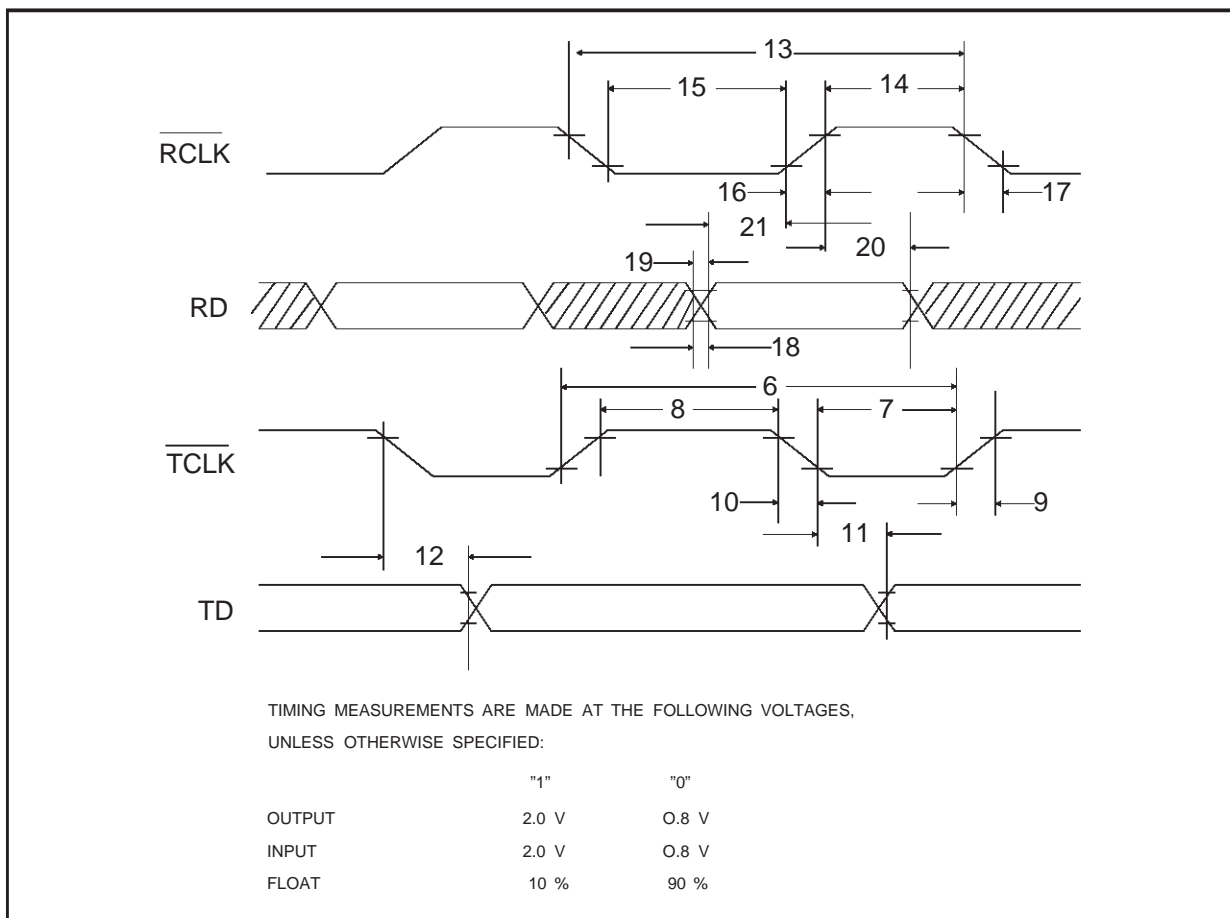 13
15
14
RCLK
16
17
21
20
19
RD
18
6
8
7
TCLK
10
9
11
12
TD
TIMING MEASUREMENTS ARE MADE AT THE FOLLOWING VOLTAGES,
UNLESS OTHERWISE SPECIFIED:
"1" "0"
OUTPUT 2.0 V O.8 V
INPUT 2.0 V O.8 V
FLOAT 10 % 90 %